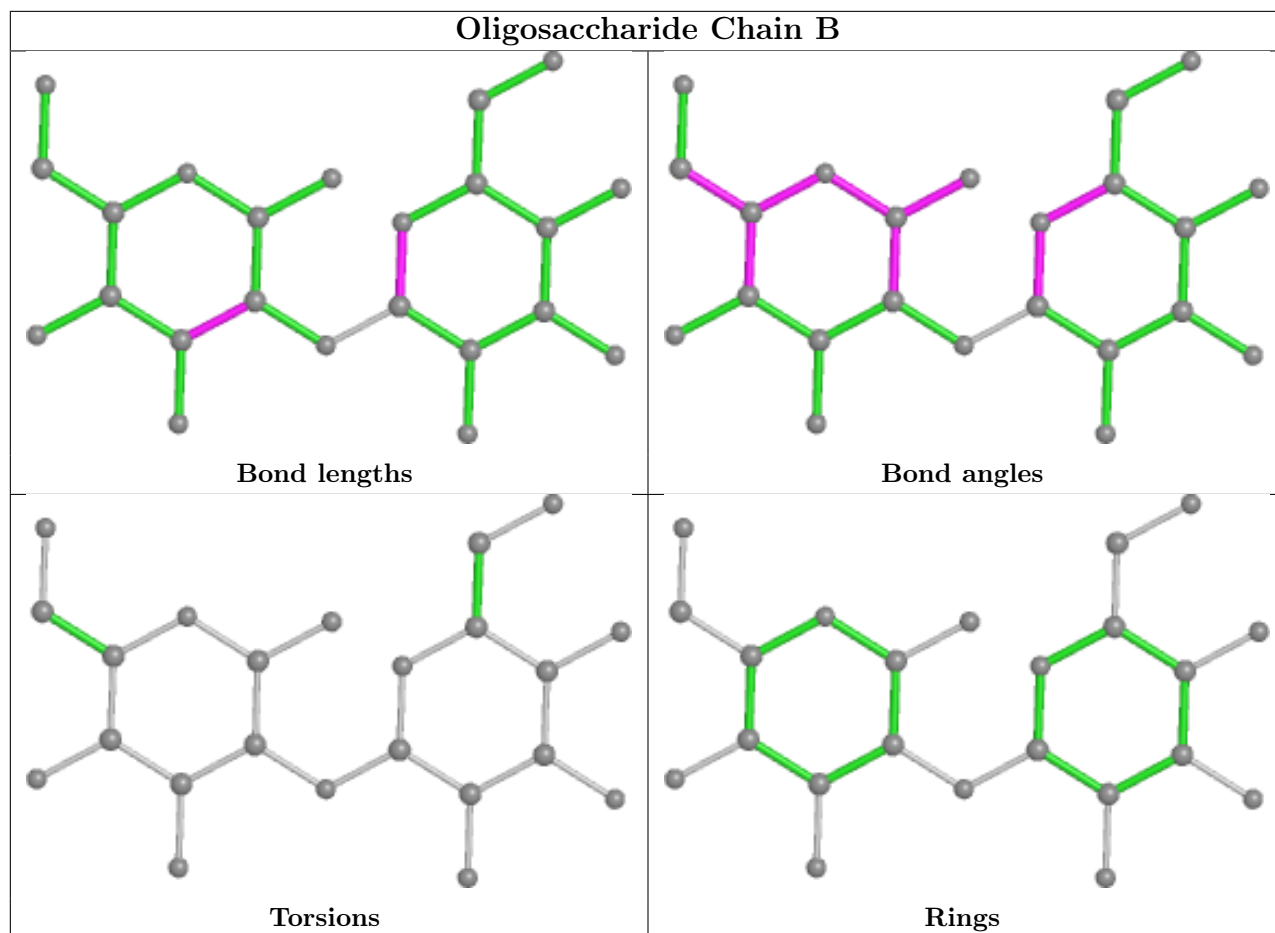 Oligosaccharide Chain B
Bond lengths
Bond angles
Torsions
Rings